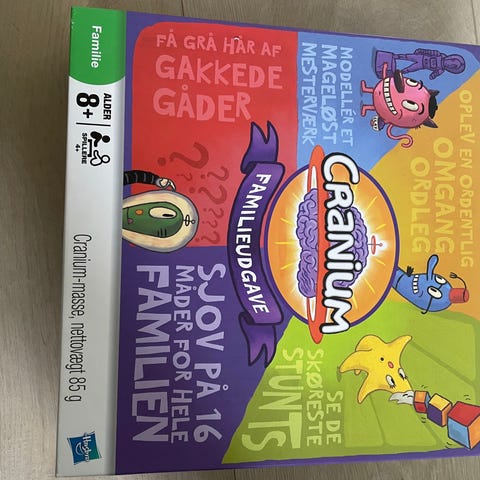 Familie
ALDER
8+
SPILLERE
4+
Cranium-masse, nettovægt 85 g
Hasbro
FÅ GRÅ HÅR AF
GAKKEDE
GÅDER
MODELLÉR ET
MAGELØST
MESTERVÆRK
OPLEV EN ORDENTLIG
OMGANG
ORDLEG
CRANIUM
FAMILIEUDGAVE
SJOV PÅ 16
MÅDER FOR HELE
FAMILIEN
SE DE
SKØRESTE
STUNTS